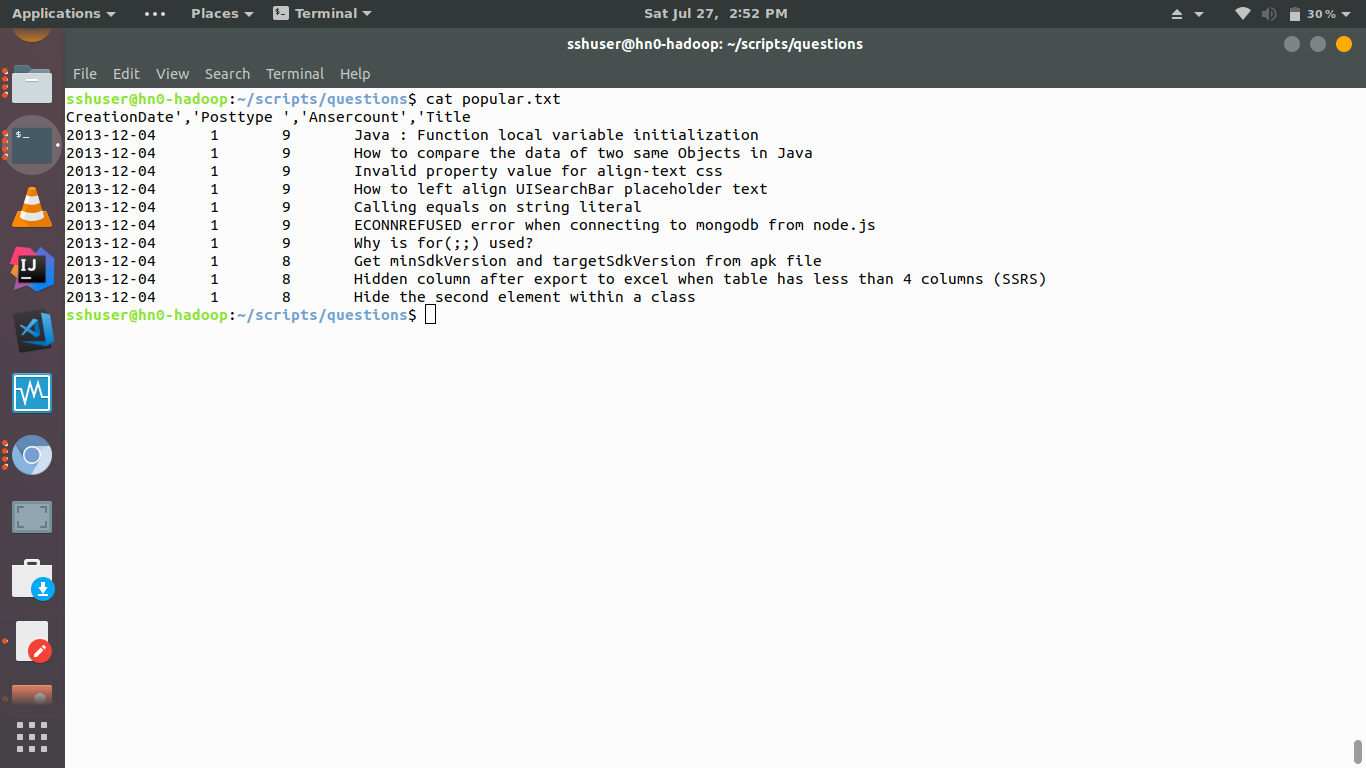 Applications ••• Places Terminal Sat Jul 27, 2:52 PM 30 %
sshuser@hn0-hadoop: ~/scripts/questions
File Edit View Search Terminal Help
sshuser@hn0-hadoop:~/scripts/questions$ cat popular.txt
CreationDate','Posttype ','Ansercount','Title
2013-12-04 1 9 Java : Function local variable initialization
2013-12-04 1 9 How to compare the data of two same Objects in Java
2013-12-04 1 9 Invalid property value for align-text css
2013-12-04 1 9 How to left align UISearchBar placeholder text
2013-12-04 1 9 Calling equals on string literal
2013-12-04 1 9 ECONNREFUSED error when connecting to mongodb from node.js
2013-12-04 1 9 Why is for(;;) used?
2013-12-04 1 8 Get minSdkVersion and targetSdkVersion from apk file
2013-12-04 1 8 Hidden column after export to excel when table has less than 4 columns (SSRS)
2013-12-04 1 8 Hide the second element within a class
sshuser@hn0-hadoop:~/scripts/questions$
$_
IJ